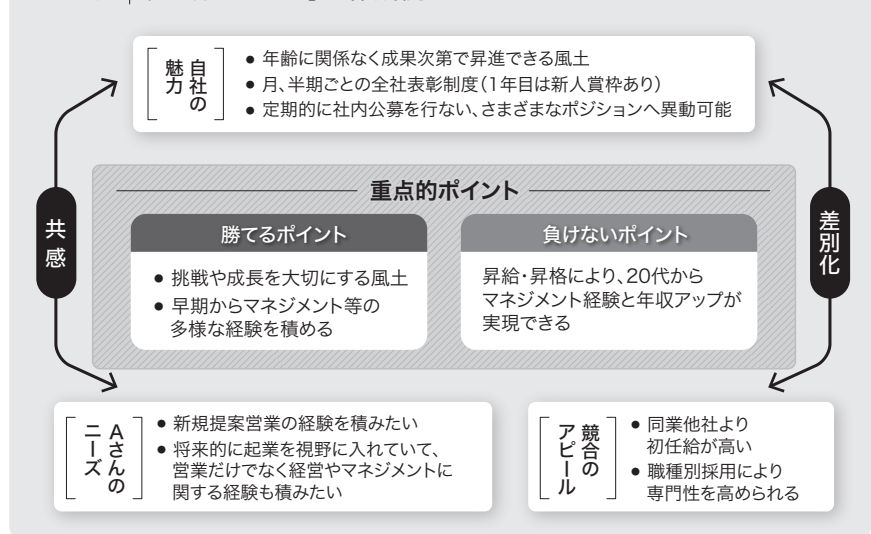 自社の
魅力
● 年齢に関係なく成果次第で昇進できる風土
● 月、半期ごとの全社表彰制度（1年目は新人賞枠あり）
● 定期的に社内公募を行ない、さまざまなポジションへ異動可能
共感
差別化
重点的ポイント
勝てるポイント
● 挑戦や成長を大切にする風土
● 早期からマネジメント等の
多様な経験を積める
負けないポイント
昇給・昇格により、20代から
マネジメント経験と年収アップが
実現できる
Aさんの
ニーズ
● 新規提案営業の経験を積みたい
● 将来的に起業を視野に入れていて、
営業だけでなく経営やマネジメントに
関する経験も積みたい
競合の
アピール
● 同業他社より
初任給が高い
● 職種別採用により
専門性を高められる